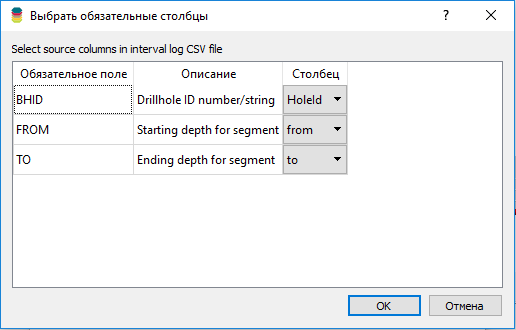 Выбрать обязательные столбцы
Select source columns in interval log CSV file
Обязательное поле Описание Столбец
BHID Drillhole ID number/string HoleId
FROM Starting depth for segment from
TO Ending depth for segment to
OK Отмена